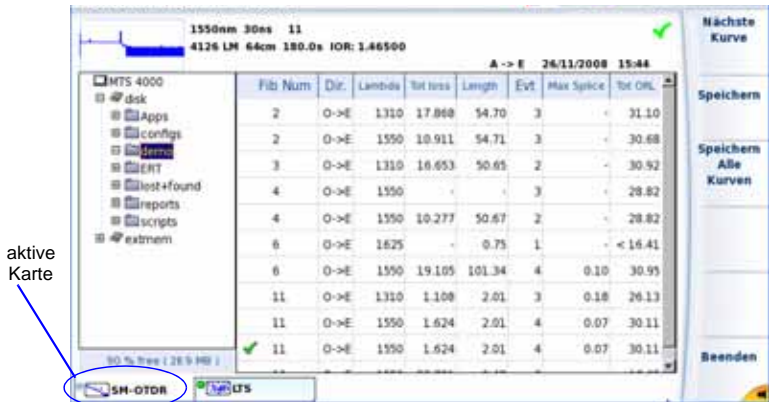 1550nm 30ns 11
4126 LM 64cm 180.0s IOR: 1.46500
A -> E 26/11/2008 15:44
Nächste Kurve
Speichern
Speichern Alle Kurven
Beenden
MTS 4000
disk
Apps
configs
demo
ERT
lost+found
reports
scripts
extmem
90 % free ( 28.9 MB )
Fib Num Dir. Lambda Tot loss Length Evt Max Splice Tot ORL
2 O->E 1310 17.868 54.70 3 - 31.10
2 O->E 1550 10.911 54.71 3 - 30.68
3 O->E 1310 16.653 50.65 2 - 30.92
4 O->E 1550 - - 3 - 28.82
4 O->E 1550 10.277 50.67 2 - 28.82
6 O->E 1625 - 0.75 1 - < 16.41
6 O->E 1550 19.105 101.34 4 0.10 30.95
11 O->E 1310 1.108 2.01 3 0.18 26.13
11 O->E 1550 1.624 2.01 4 0.07 30.11
11 O->E 1550 1.624 2.01 4 0.07 30.11
aktive
Karte
SM-OTDR LTS